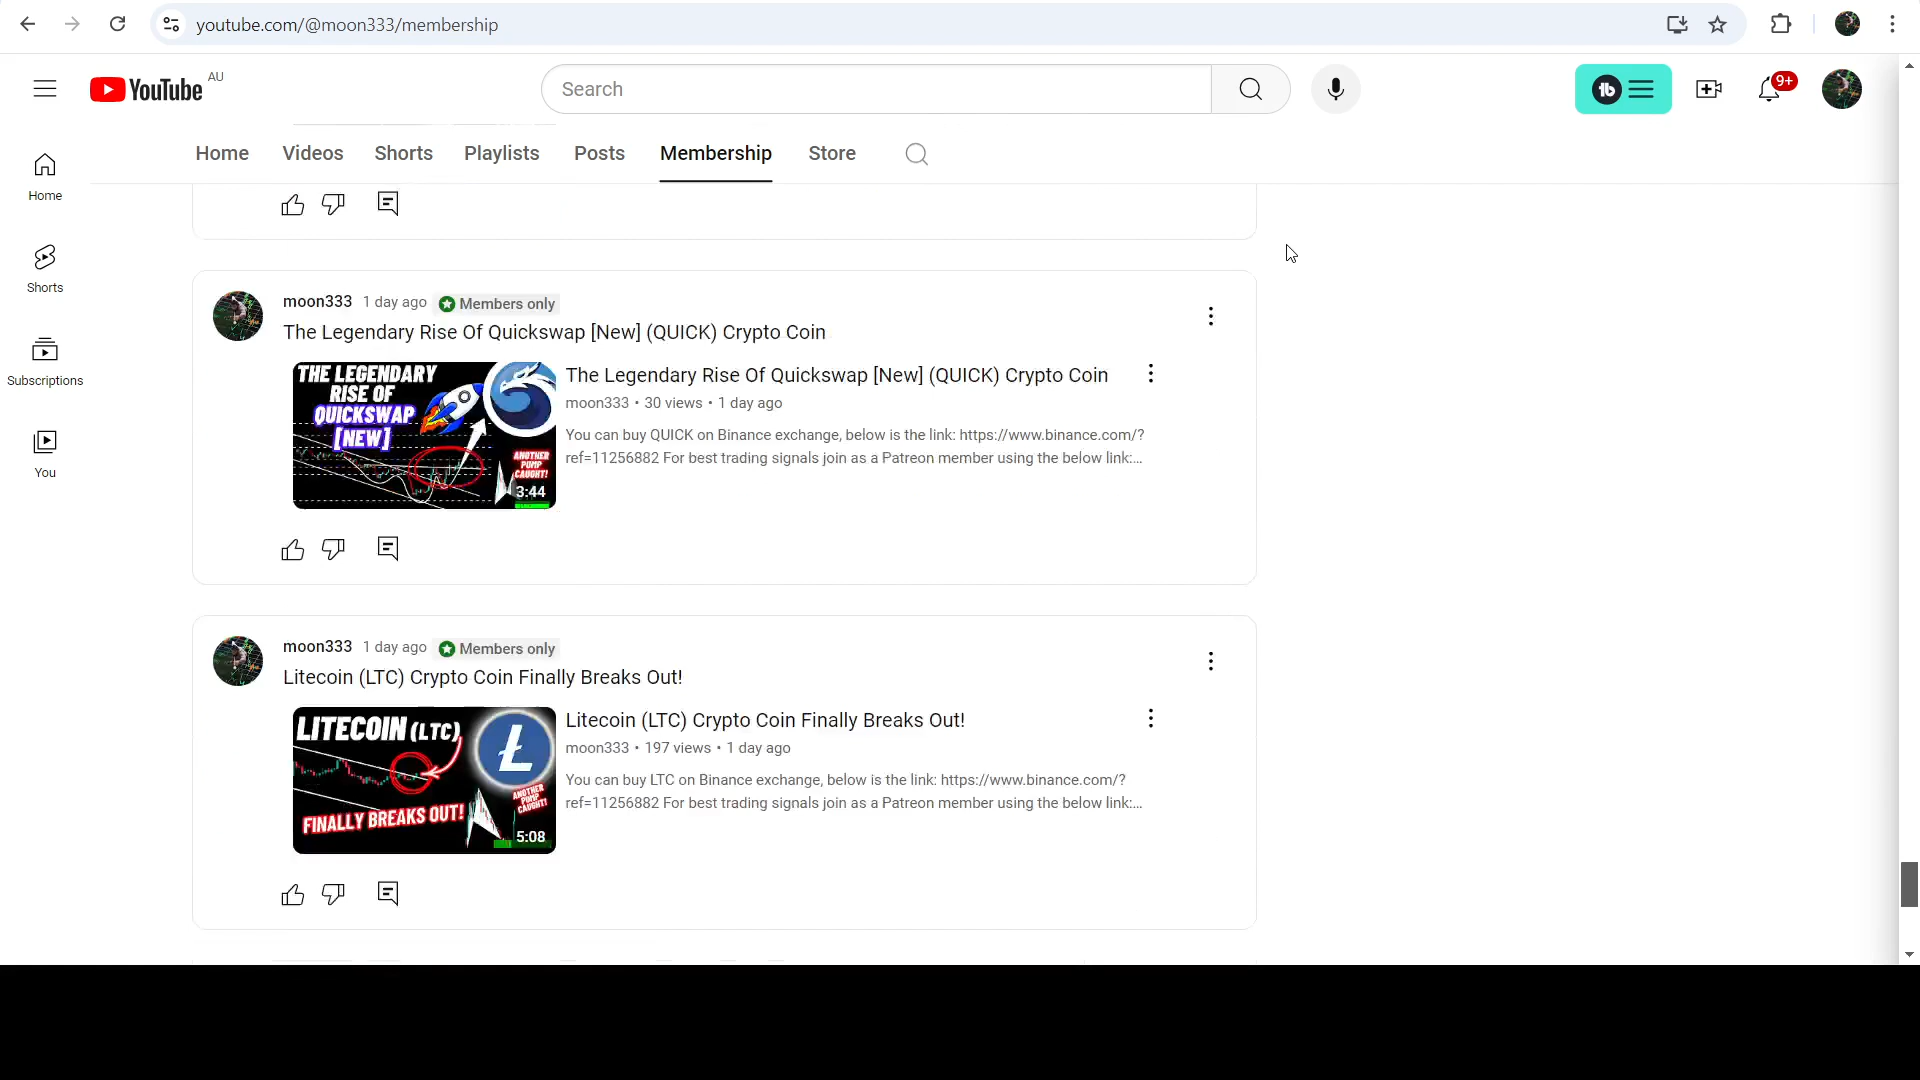 youtube.com/@moon333/membership
YouTube AU
Search
9+
Home
Videos
Shorts
Playlists
Posts
Membership
Store
Home
Shorts
Subscriptions
You
moon333 1 day ago Members only
The Legendary Rise Of Quickswap [New] (QUICK) Crypto Coin
THE LEGENDARY
RISE OF
QUICKSWAP
[NEW]
ANOTHER
PUMP
CAUGHT!
3:44
The Legendary Rise Of Quickswap [New] (QUICK) Crypto Coin
moon333 • 30 views • 1 day ago
You can buy QUICK on Binance exchange, below is the link: https://www.binance.com/?
ref=11256882 For best trading signals join as a Patreon member using the below link:...
moon333 1 day ago Members only
Litecoin (LTC) Crypto Coin Finally Breaks Out!
LITECOIN (LTC)
FINALLY BREAKS OUT!
ANOTHER
PUMP
CAUGHT!
5:08
Litecoin (LTC) Crypto Coin Finally Breaks Out!
moon333 • 197 views • 1 day ago
You can buy LTC on Binance exchange, below is the link: https://www.binance.com/?
ref=11256882 For best trading signals join as a Patreon member using the below link:...